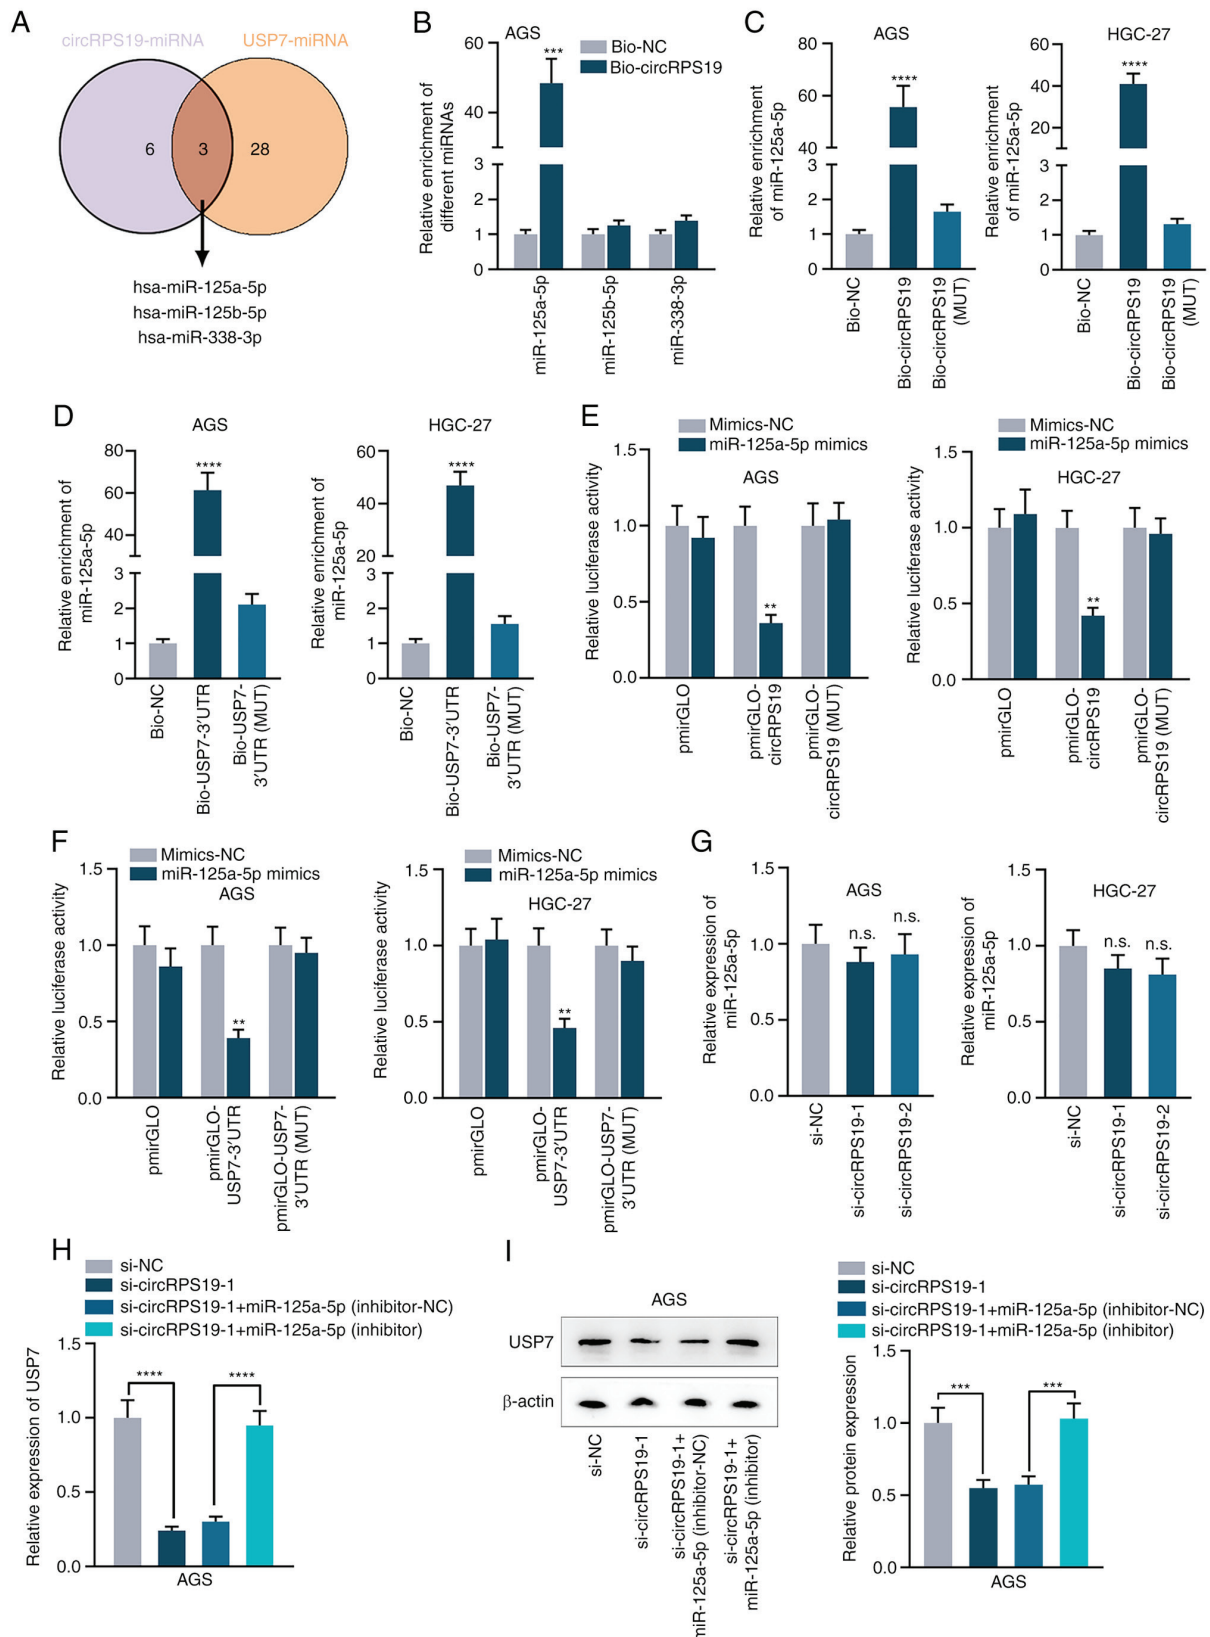 A
circRPS19-miRNA
USP7-miRNA
6
3
28
hsa-miR-125a-5p
hsa-miR-125b-5p
hsa-miR-338-3p
B
AGS
Bio-NC
Bio-circRPS19
Relative enrichment of
different miRNAs
60
40
3
2
1
0
***
miR-125a-5p
miR-125b-5p
miR-338-3p
C
AGS
Relative enrichment
of miR-125a-5p
80
60
40
3
2
1
0
****
Bio-NC
Bio-circRPS19
Bio-circRPS19
(MUT)
HGC-27
Relative enrichment
of miR-125a-5p
60
40
20
3
2
1
0
****
Bio-NC
Bio-circRPS19
Bio-circRPS19
(MUT)
D
AGS
Relative enrichment of
miR-125a-5p
80
60
40
3
2
1
0
****
Bio-NC
Bio-USP7-3′UTR
Bio-USP7-
3′UTR (MUT)
HGC-27
Relative enrichment of
miR-125a-5p
60
40
20
3
2
1
0
****
Bio-NC
Bio-USP7-3′UTR
Bio-USP7-
3′UTR (MUT)
E
Mimics-NC
miR-125a-5p mimics
AGS
Relative luciferase activity
1.5
1.0
0.5
0.0
**
pmirGLO
pmirGLO-
circRPS19
pmirGLO-
circRPS19 (MUT)
Mimics-NC
miR-125a-5p mimics
HGC-27
Relative luciferase activity
1.5
1.0
0.5
0.0
**
pmirGLO
pmirGLO-
circRPS19
pmirGLO-
circRPS19 (MUT)
F
Mimics-NC
miR-125a-5p mimics
AGS
Relative luciferase activity
1.5
1.0
0.5
0.0
**
pmirGLO
pmirGLO-
USP7-3′UTR
pmirGLO-USP7-
3′UTR (MUT)
Mimics-NC
miR-125a-5p mimics
HGC-27
Relative luciferase activity
1.5
1.0
0.5
0.0
**
pmirGLO
pmirGLO-
USP7-3′UTR
pmirGLO-USP7-
3′UTR (MUT)
G
AGS
Relative expression of
miR-125a-5p
1.5
1.0
0.5
0.0
n.s.
n.s.
si-NC
si-circRPS19-1
si-circRPS19-2
HGC-27
Relative expression of
miR-125a-5p
1.5
1.0
0.5
0.0
n.s.
n.s.
si-NC
si-circRPS19-1
si-circRPS19-2
H
si-NC
si-circRPS19-1
si-circRPS19-1+miR-125a-5p (inhibitor-NC)
si-circRPS19-1+miR-125a-5p (inhibitor)
Relative expression of USP7
1.5
1.0
0.5
0.0
****
****
AGS
I
AGS
USP7
β-actin
si-NC
si-circRPS19-1
si-circRPS19-1+
miR-125a-5p (inhibitor-NC)
si-circRPS19-1+
miR-125a-5p (inhibitor)
si-NC
si-circRPS19-1
si-circRPS19-1+miR-125a-5p (inhibitor-NC)
si-circRPS19-1+miR-125a-5p (inhibitor)
Relative protein expression
1.5
1.0
0.5
0.0
***
***
AGS